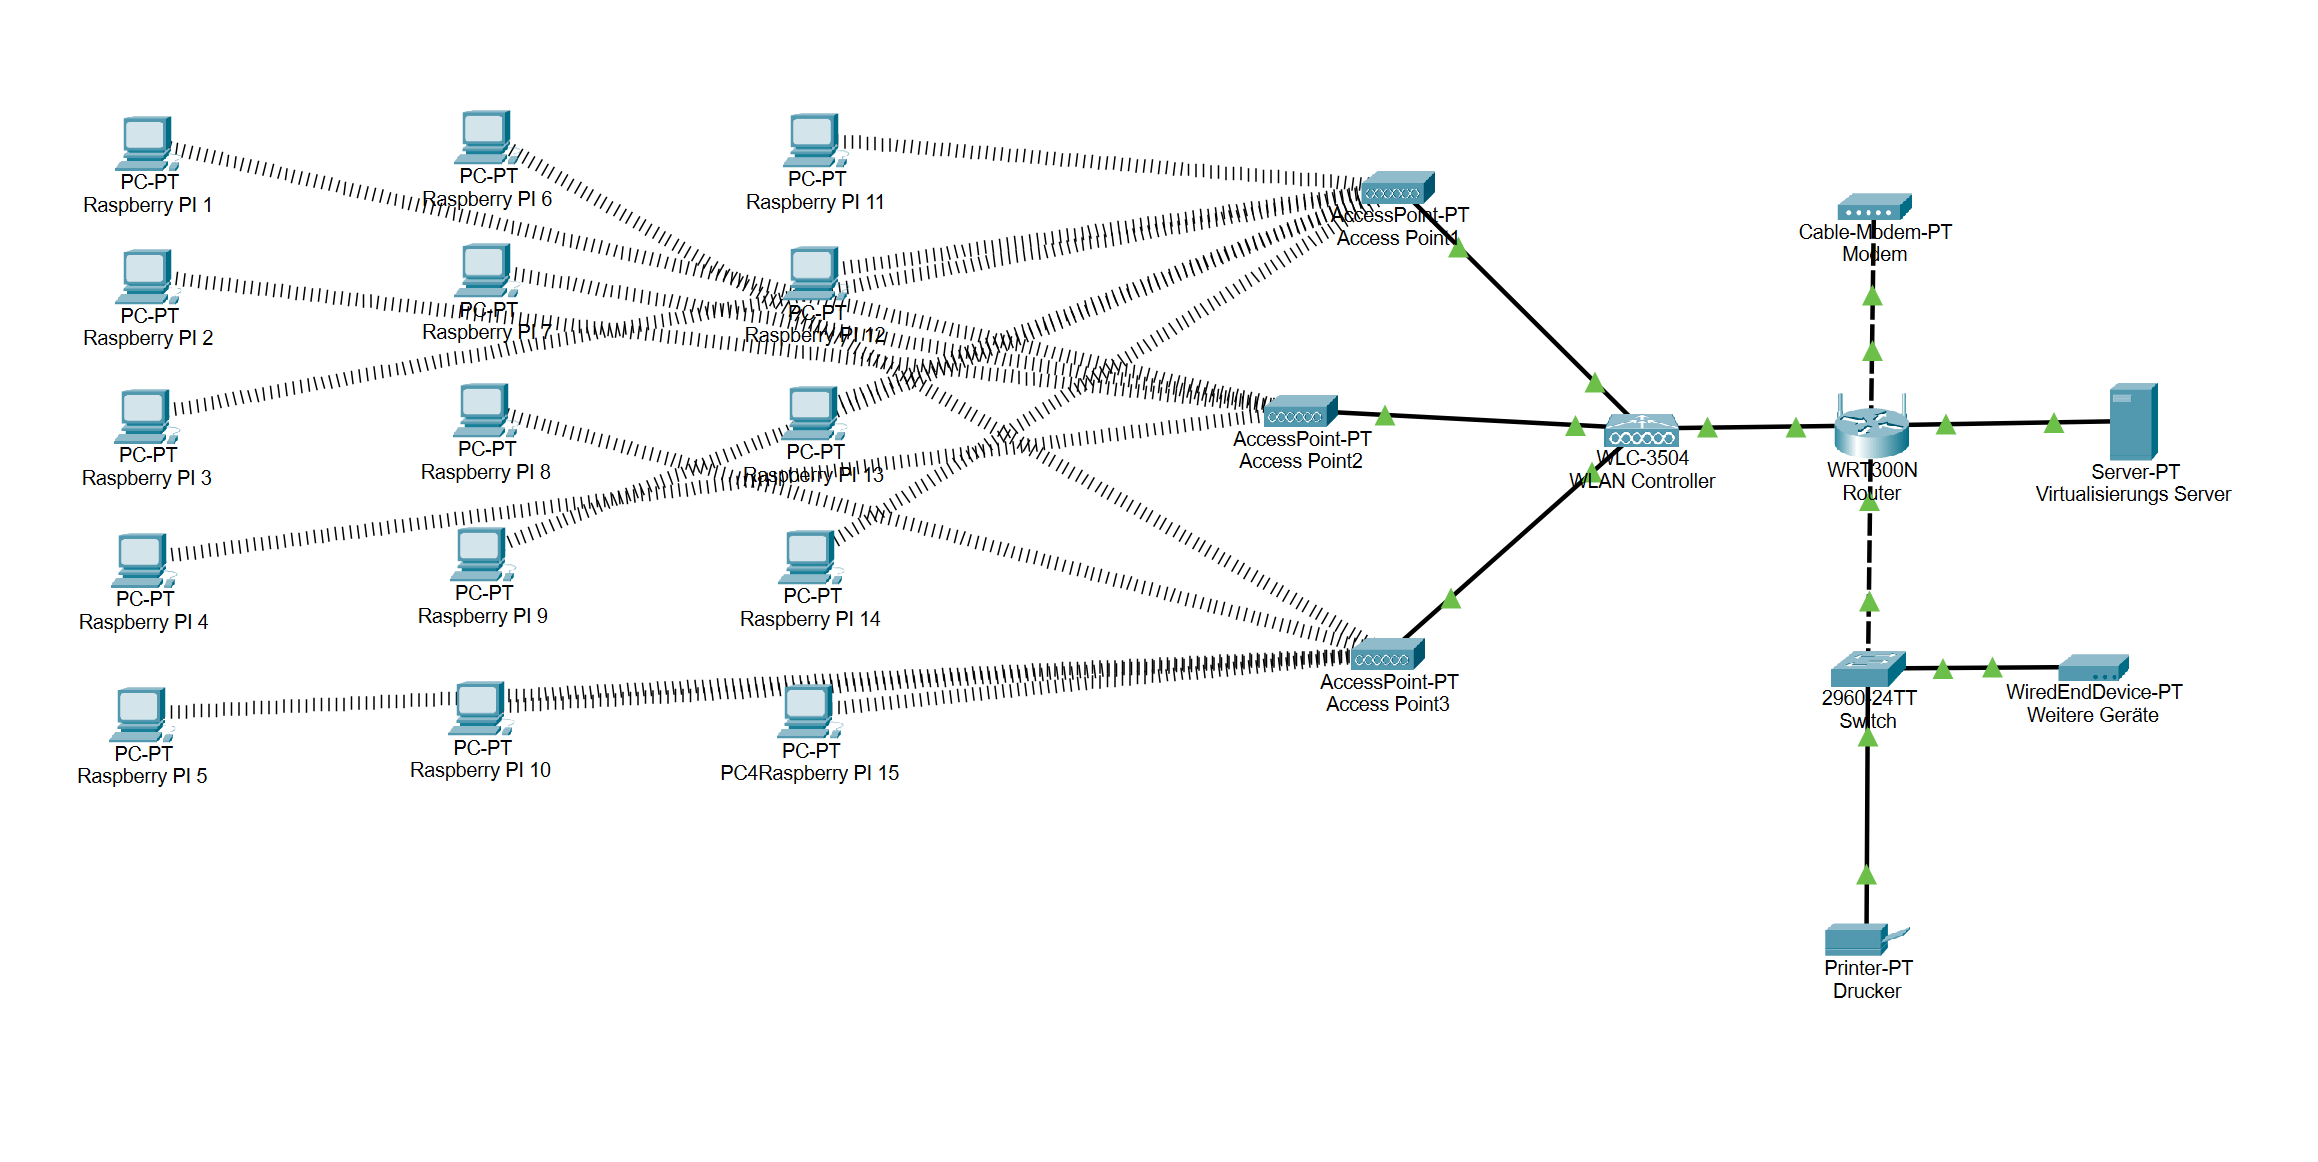 PC-PT
Raspberry PI 1
PC-PT
Raspberry PI 6
PC-PT
Raspberry PI 11
AccessPoint-PT
Access Point1
Cable-Modem-PT
Modem
PC-PT
Raspberry PI 2
PC-PT
Raspberry PI 7
PC-PT
Raspberry PI 12
PC-PT
Raspberry PI 3
PC-PT
Raspberry PI 8
PC-PT
Raspberry PI 13
AccessPoint-PT
Access Point2
WLC-3504
WLAN Controller
WRT300N
Router
Server-PT
Virtualisierungs Server
PC-PT
Raspberry PI 4
PC-PT
Raspberry PI 9
PC-PT
Raspberry PI 14
AccessPoint-PT
Access Point3
2960-24TT
Switch
WiredEndDevice-PT
Weitere Geräte
PC-PT
Raspberry PI 5
PC-PT
Raspberry PI 10
PC-PT
PC4Raspberry PI 15
Printer-PT
Drucker